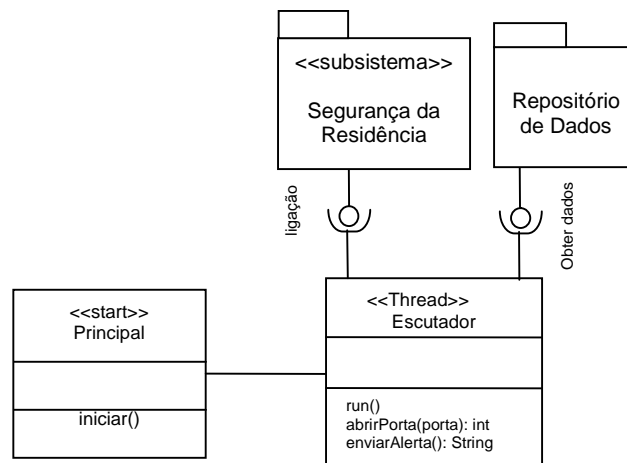 <<subsistema>>
Segurança da
Residência
Repositório
de Dados
ligação
Obter dados
<<start>>
Principal
iniciar()
<<Thread>>
Escutador
run()
abrirPorta(porta): int
enviarAlerta(): String